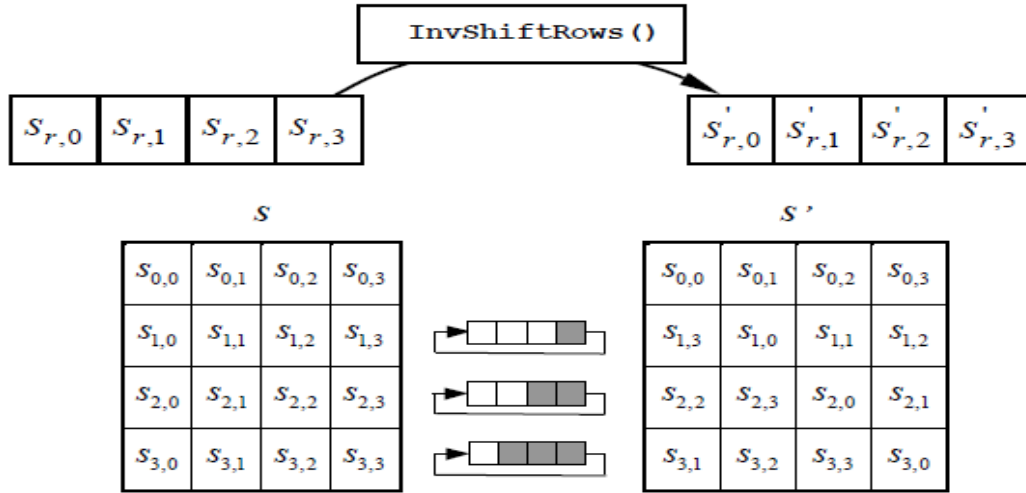 InvShiftRows()
S_{r,0} S_{r,1} S_{r,2} S_{r,3} S'_{r,0} S'_{r,1} S'_{r,2} S'_{r,3}
S S'
S_{0,0} S_{0,1} S_{0,2} S_{0,3} S_{0,0} S_{0,1} S_{0,2} S_{0,3}
S_{1,0} S_{1,1} S_{1,2} S_{1,3} S_{1,3} S_{1,0} S_{1,1} S_{1,2}
S_{2,0} S_{2,1} S_{2,2} S_{2,3} S_{2,2} S_{2,3} S_{2,0} S_{2,1}
S_{3,0} S_{3,1} S_{3,2} S_{3,3} S_{3,1} S_{3,2} S_{3,3} S_{3,0}